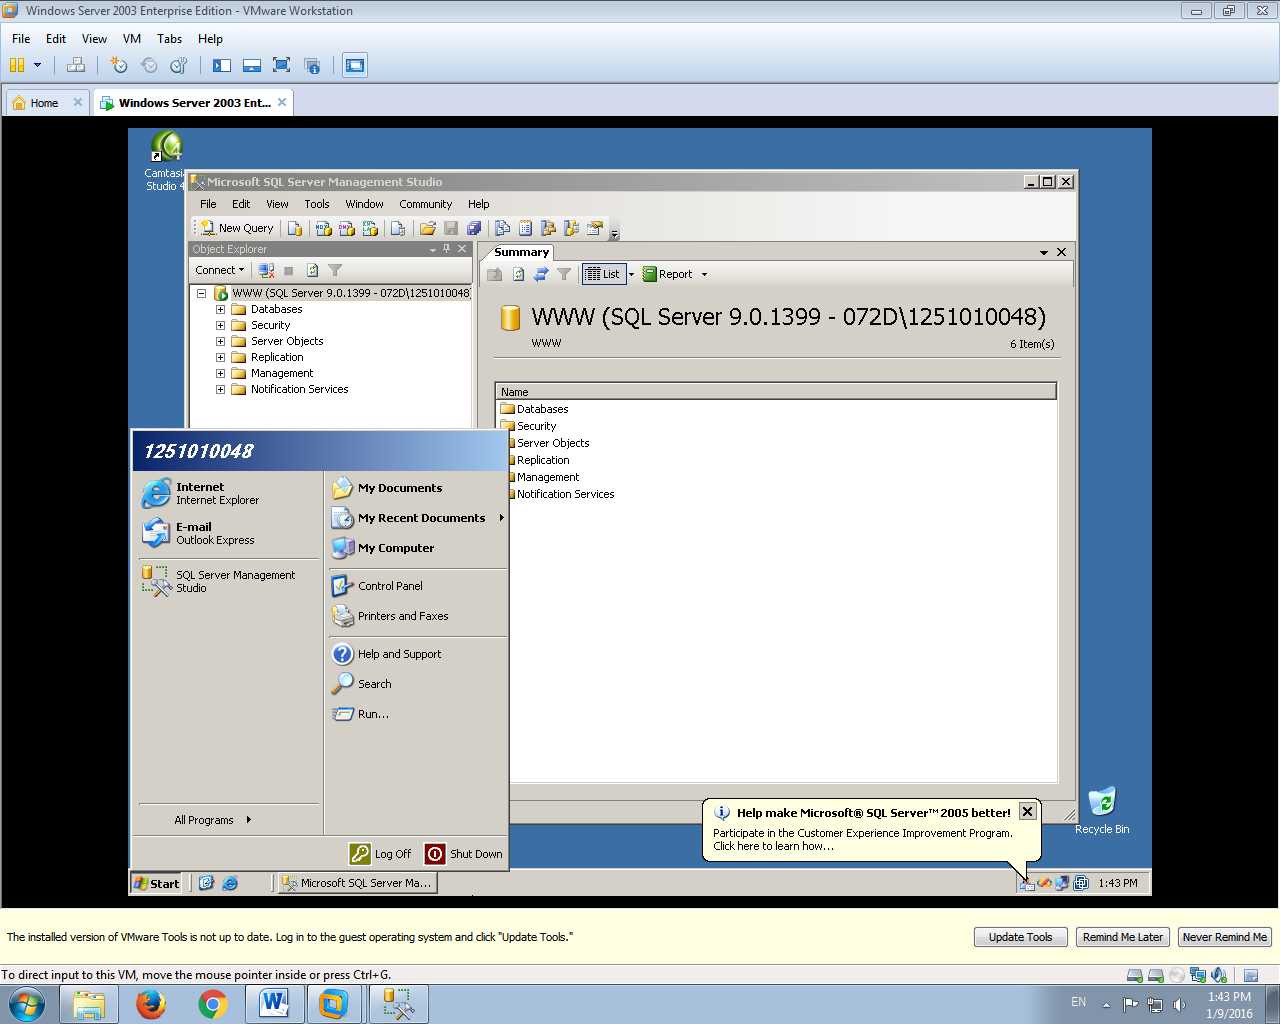 Windows Server 2003 Enterprise Edition - VMware Workstation
File Edit View VM Tabs Help
Home
Windows Server 2003 Ent...
Camtasia
Studio 4
Microsoft SQL Server Management Studio
File Edit View Tools Window Community Help
New Query
Object Explorer
Connect
WWW (SQL Server 9.0.1399 - 072D\1251010048
Databases
Security
Server Objects
Replication
Management
Notification Services
Summary
List
Report
WWW (SQL Server 9.0.1399 - 072D\1251010048)
WWW
6 Item(s)
Name
Databases
Security
Server Objects
Replication
Management
Notification Services
1251010048
Internet
Internet Explorer
E-mail
Outlook Express
SQL Server Management
Studio
All Programs
My Documents
My Recent Documents
My Computer
Control Panel
Printers and Faxes
Help and Support
Search
Run...
Log Off
Shut Down
Help make Microsoft® SQL Server™ 2005 better!
Participate in the Customer Experience Improvement Program.
Click here to learn how...
Recycle Bin
Start
Microsoft SQL Server Ma...
1:43 PM
The installed version of VMware Tools is not up to date. Log in to the guest operating system and click "Update Tools."
Update Tools
Remind Me Later
Never Remind Me
To direct input to this VM, move the mouse pointer inside or press Ctrl+G.
EN
1:43 PM
1/9/2016